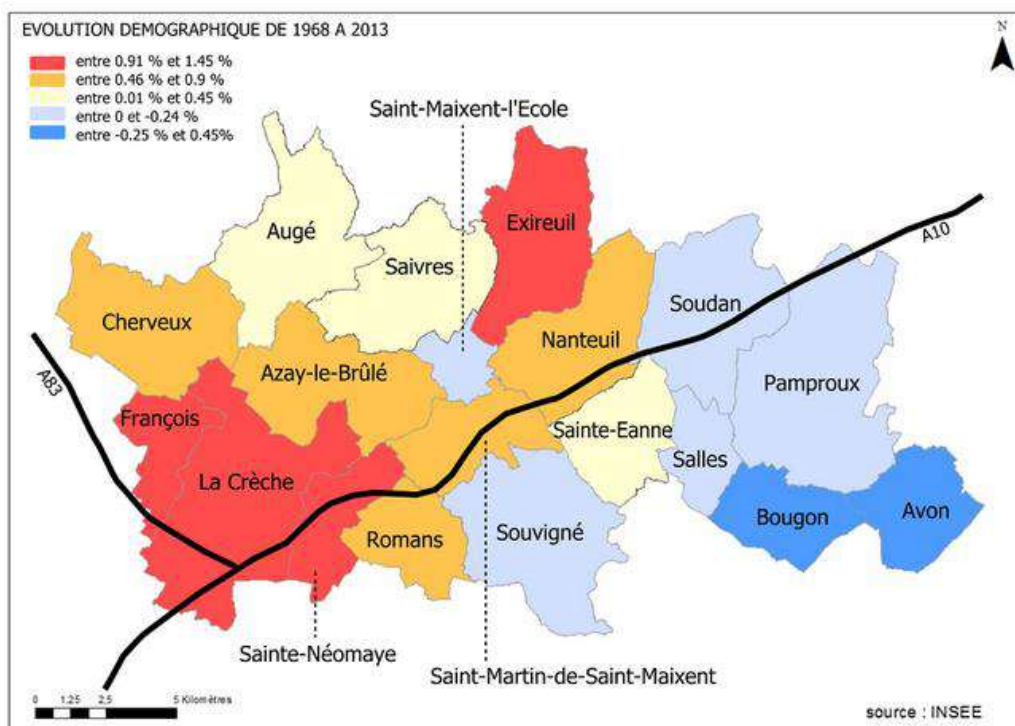 EVOLUTION DEMOGRAPHIQUE DE 1968 A 2013
N
entre 0.91 % et 1.45 %
entre 0.46 % et 0.9 %
entre 0.01 % et 0.45 %
entre 0 et -0.24 %
entre -0.25 % et 0.45%
Saint-Maixent-l'Ecole
Exireuil
Augé
A10
Saivres
Soudan
Cherveux
Nanteuil
Azay-le-Brûlé
A83
Pamproux
François
Sainte-Eanne
Salles
La Crèche
Bougon
Avon
Romans
Souvigné
Sainte-Néomaye
Saint-Martin-de-Saint-Maixent
0 1.25 2.5 5 Kilomètres
source : INSEE